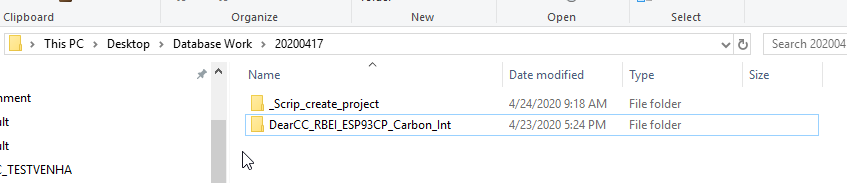 Clipboard
Organize
New
Open
Select
This PC > Desktop > Database Work > 20200417
Search 202004
Name
Date modified
Type
Size
_Scrip_create_project
4/24/2020 9:18 AM
File folder
DearCC_RBEI_ESP93CP_Carbon_Int
4/23/2020 5:24 PM
File folder
nment
ult
ult
C_TESTVENHA